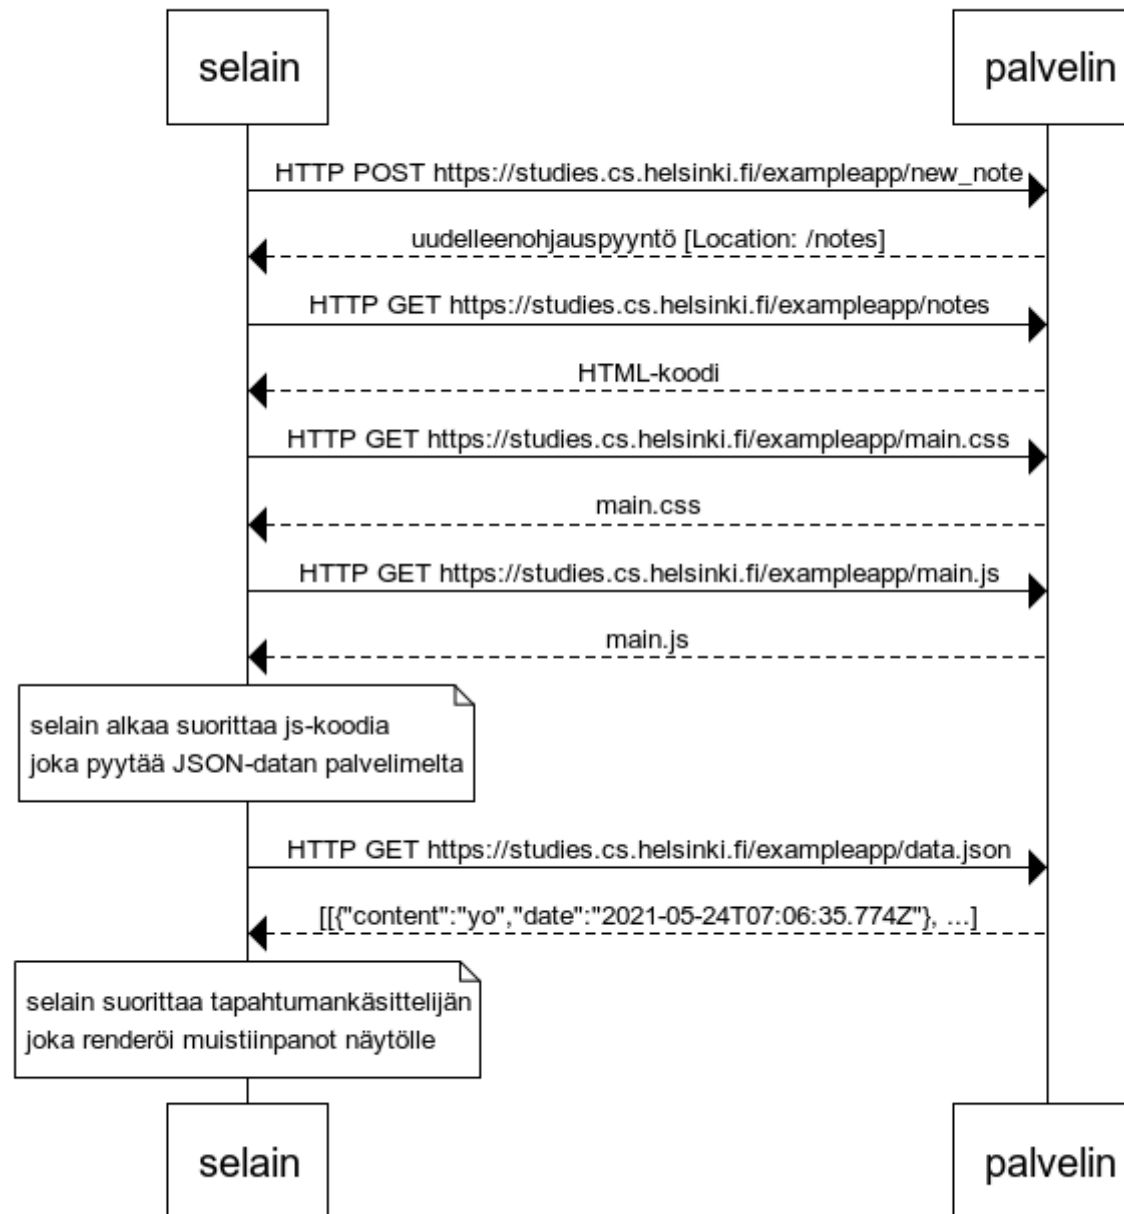 selain
palvelin
HTTP POST https://studies.cs.helsinki.fi/exampleapp/new_note
uudelleenohjauspyyntö [Location: /notes]
HTTP GET https://studies.cs.helsinki.fi/exampleapp/notes
HTML-koodi
HTTP GET https://studies.cs.helsinki.fi/exampleapp/main.css
main.css
HTTP GET https://studies.cs.helsinki.fi/exampleapp/main.js
main.js
selain alkaa suorittaa js-koodia
joka pyytää JSON-datan palvelimelta
HTTP GET https://studies.cs.helsinki.fi/exampleapp/data.json
[[{"content":"yo","date":"2021-05-24T07:06:35.774Z"}, ...]
selain suorittaa tapahtumankäsittelijän
joka renderöi muistiinpanot näytölle
selain
palvelin